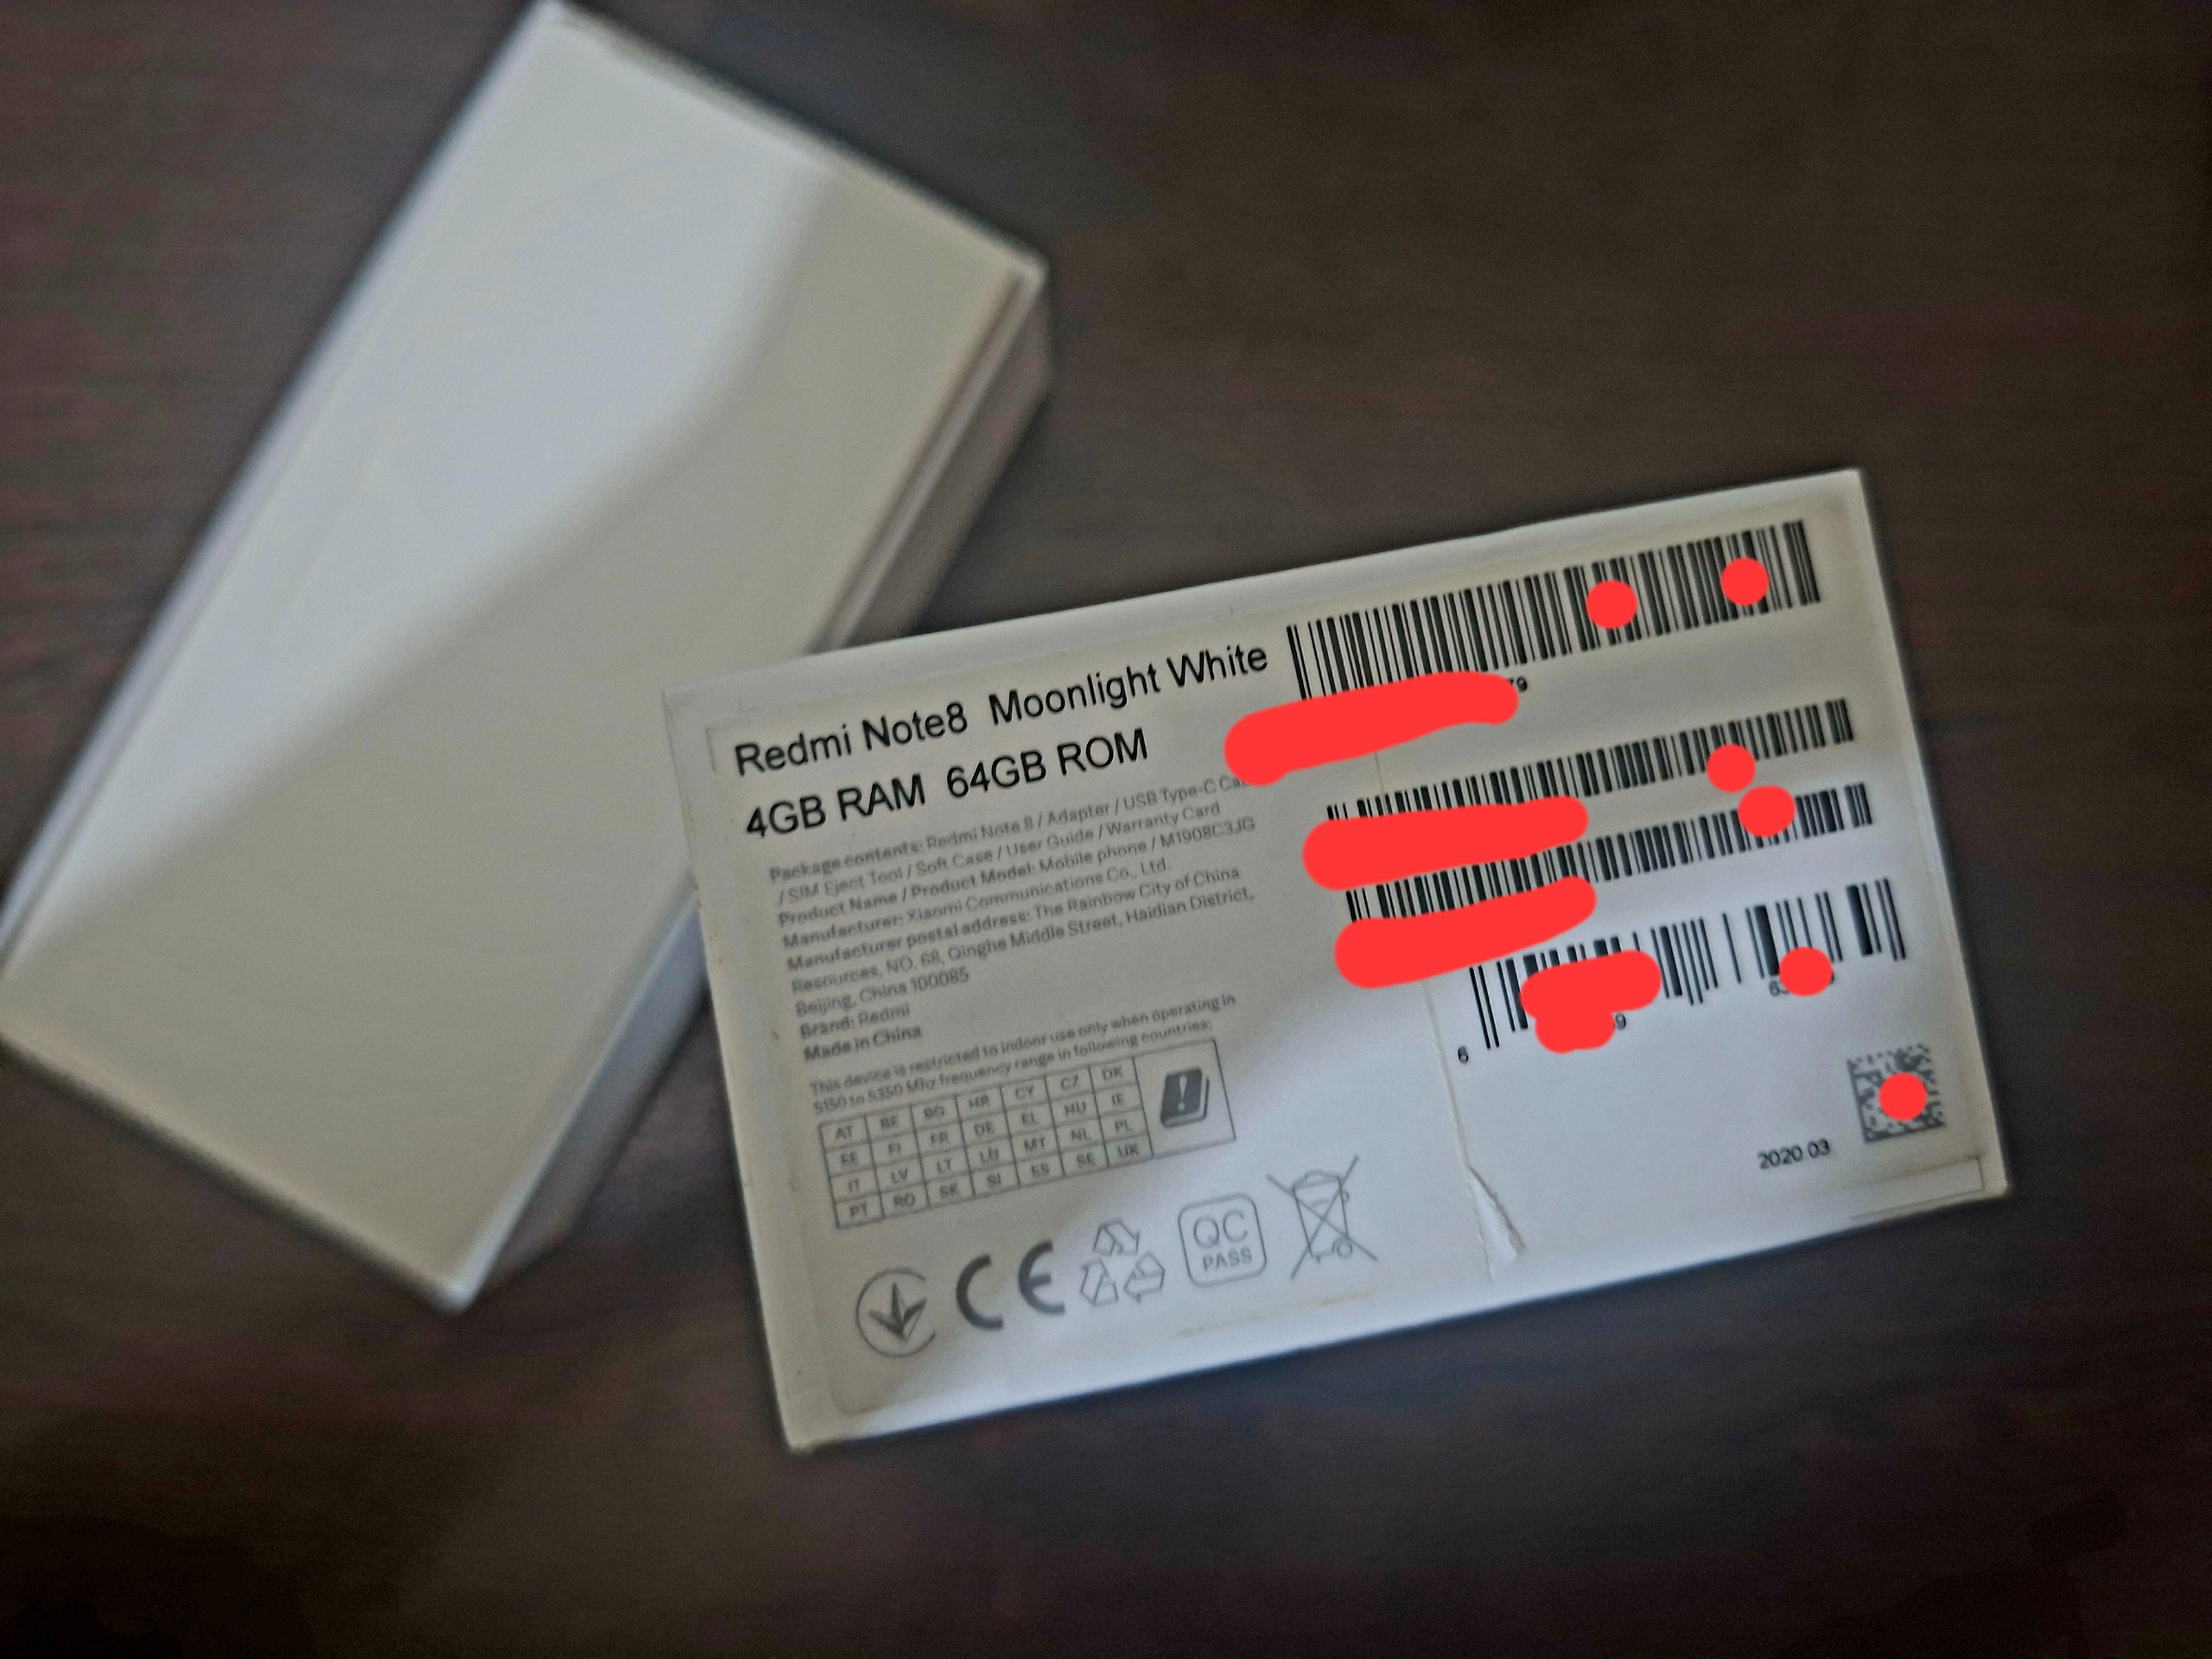 Redmi Note8 Moonlight White
4GB RAM 64GB ROM
Package contents: Redmi Note 8 / Adapter / USB Type-C
/ SIM Eject Tool / Soft Case / User Guide / Warranty Card
Product Name / Product Model: Mobile phone / M1908C3JG
Manufacturer: Xiaomi Communications Co., Ltd.
Manufacturer postal address: The Rainbow City of China
Resources, NO. 68, Qinghe Middle Street, Haidian District,
Beijing, China 100085
Brand: Redmi
Made in China
This device is restricted to indoor use only when operating in
5150 to 5350 Mhz frequency range in following countries:
AT BE BG HR CY CZ DK
EE FI FR DE EL HU IE
IT LV LT LU MT NL PL
PT RO SK SI ES SE UK
CE
QC
PASS
6
2020 03